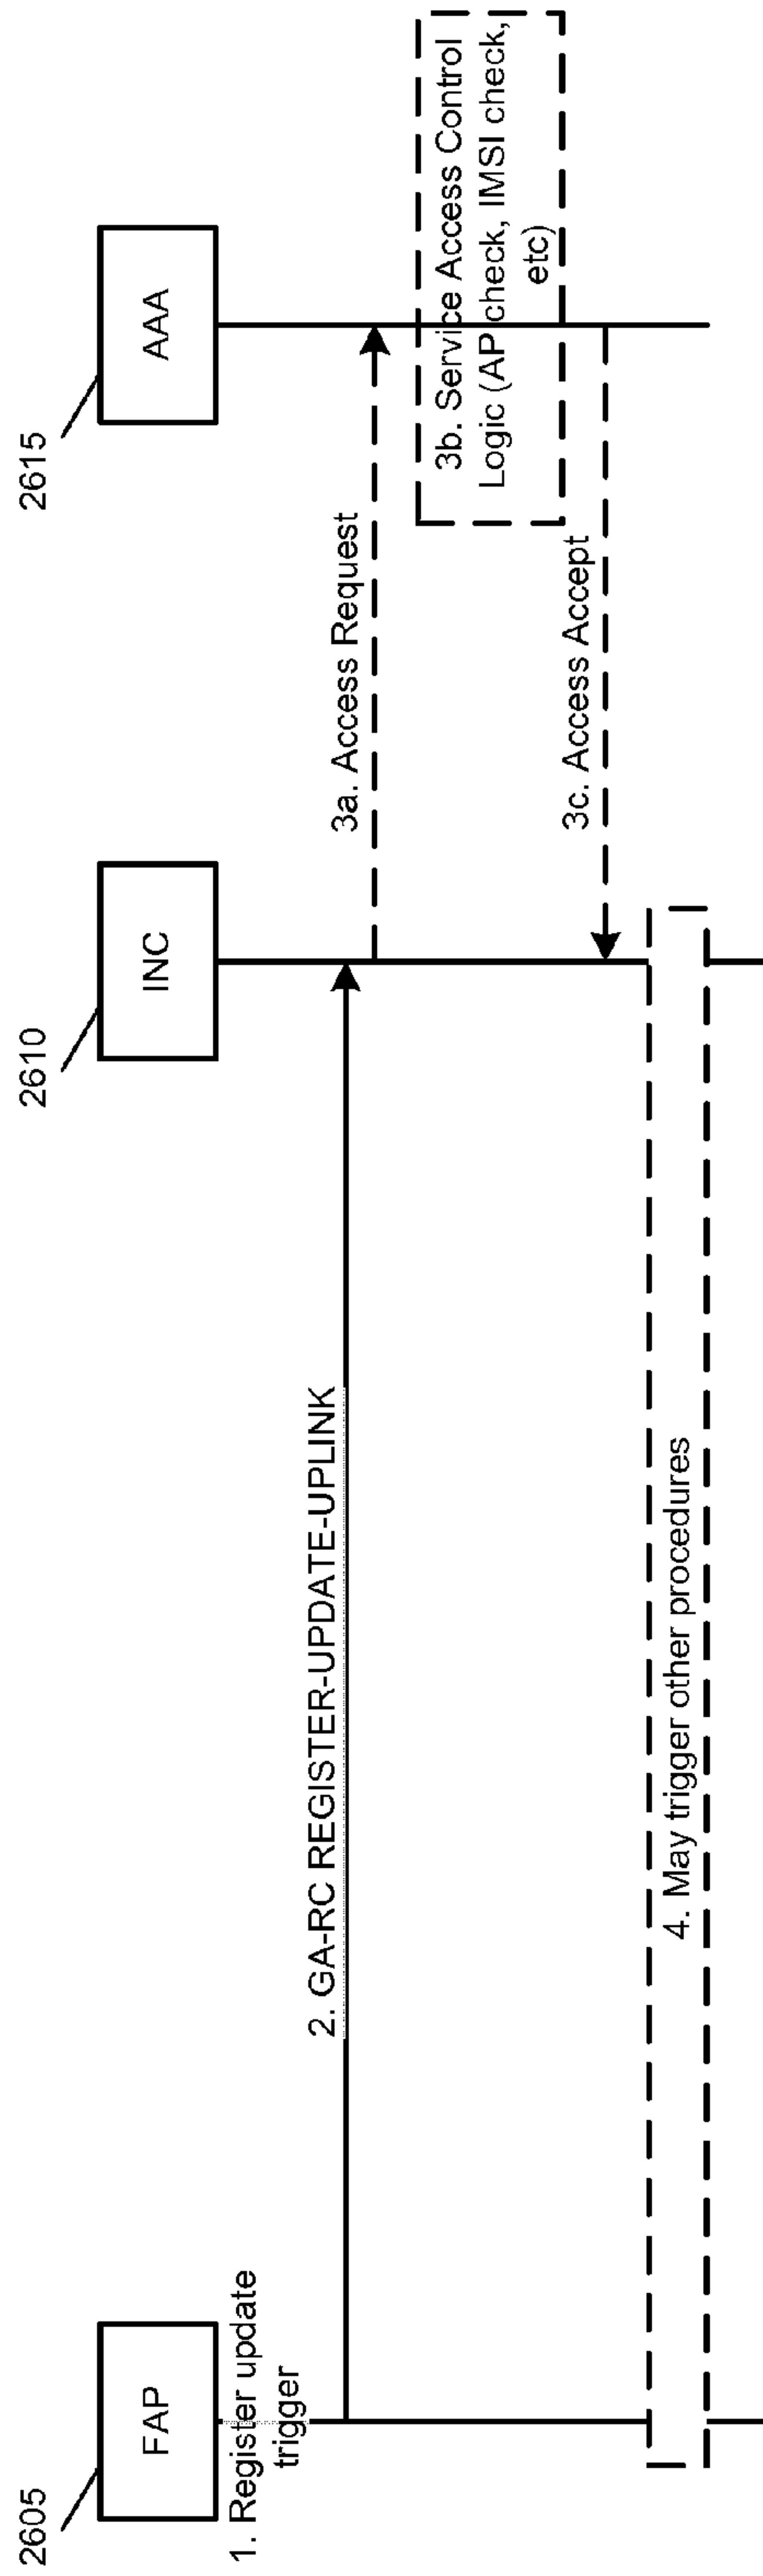 2605
2610
2615
FAP
INC
AAA
1. Register update
trigger
2. GA-RC REGISTER-UPDATE-UPLINK
3a. Access Request
3b. Service Access Control
Logic (AP check, IMSI check,
etc)
3c. Access Accept
4. May trigger other procedures